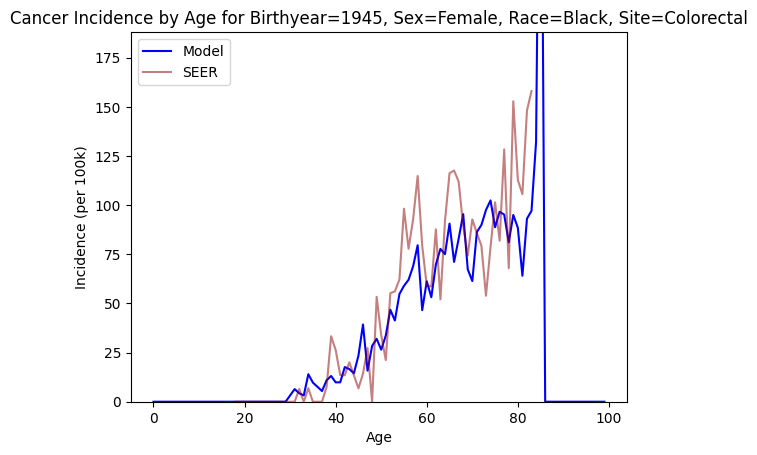 Cancer Incidence by Age for Birthyear=1945, Sex=Female, Race=Black, Site=Colorectal
Model
SEER
175
150
125
100
75
50
25
0
Incidence (per 100k)
0 20 40 60 80 100
Age